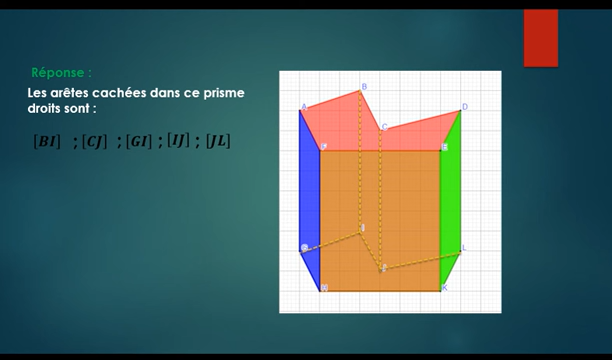 Réponse :
Les arêtes cachées dans ce prisme
droits sont :
[BI] ; [CJ] ; [GI] ; [IJ] ; [JL]
B
A
D
C
E
I
L
H
K